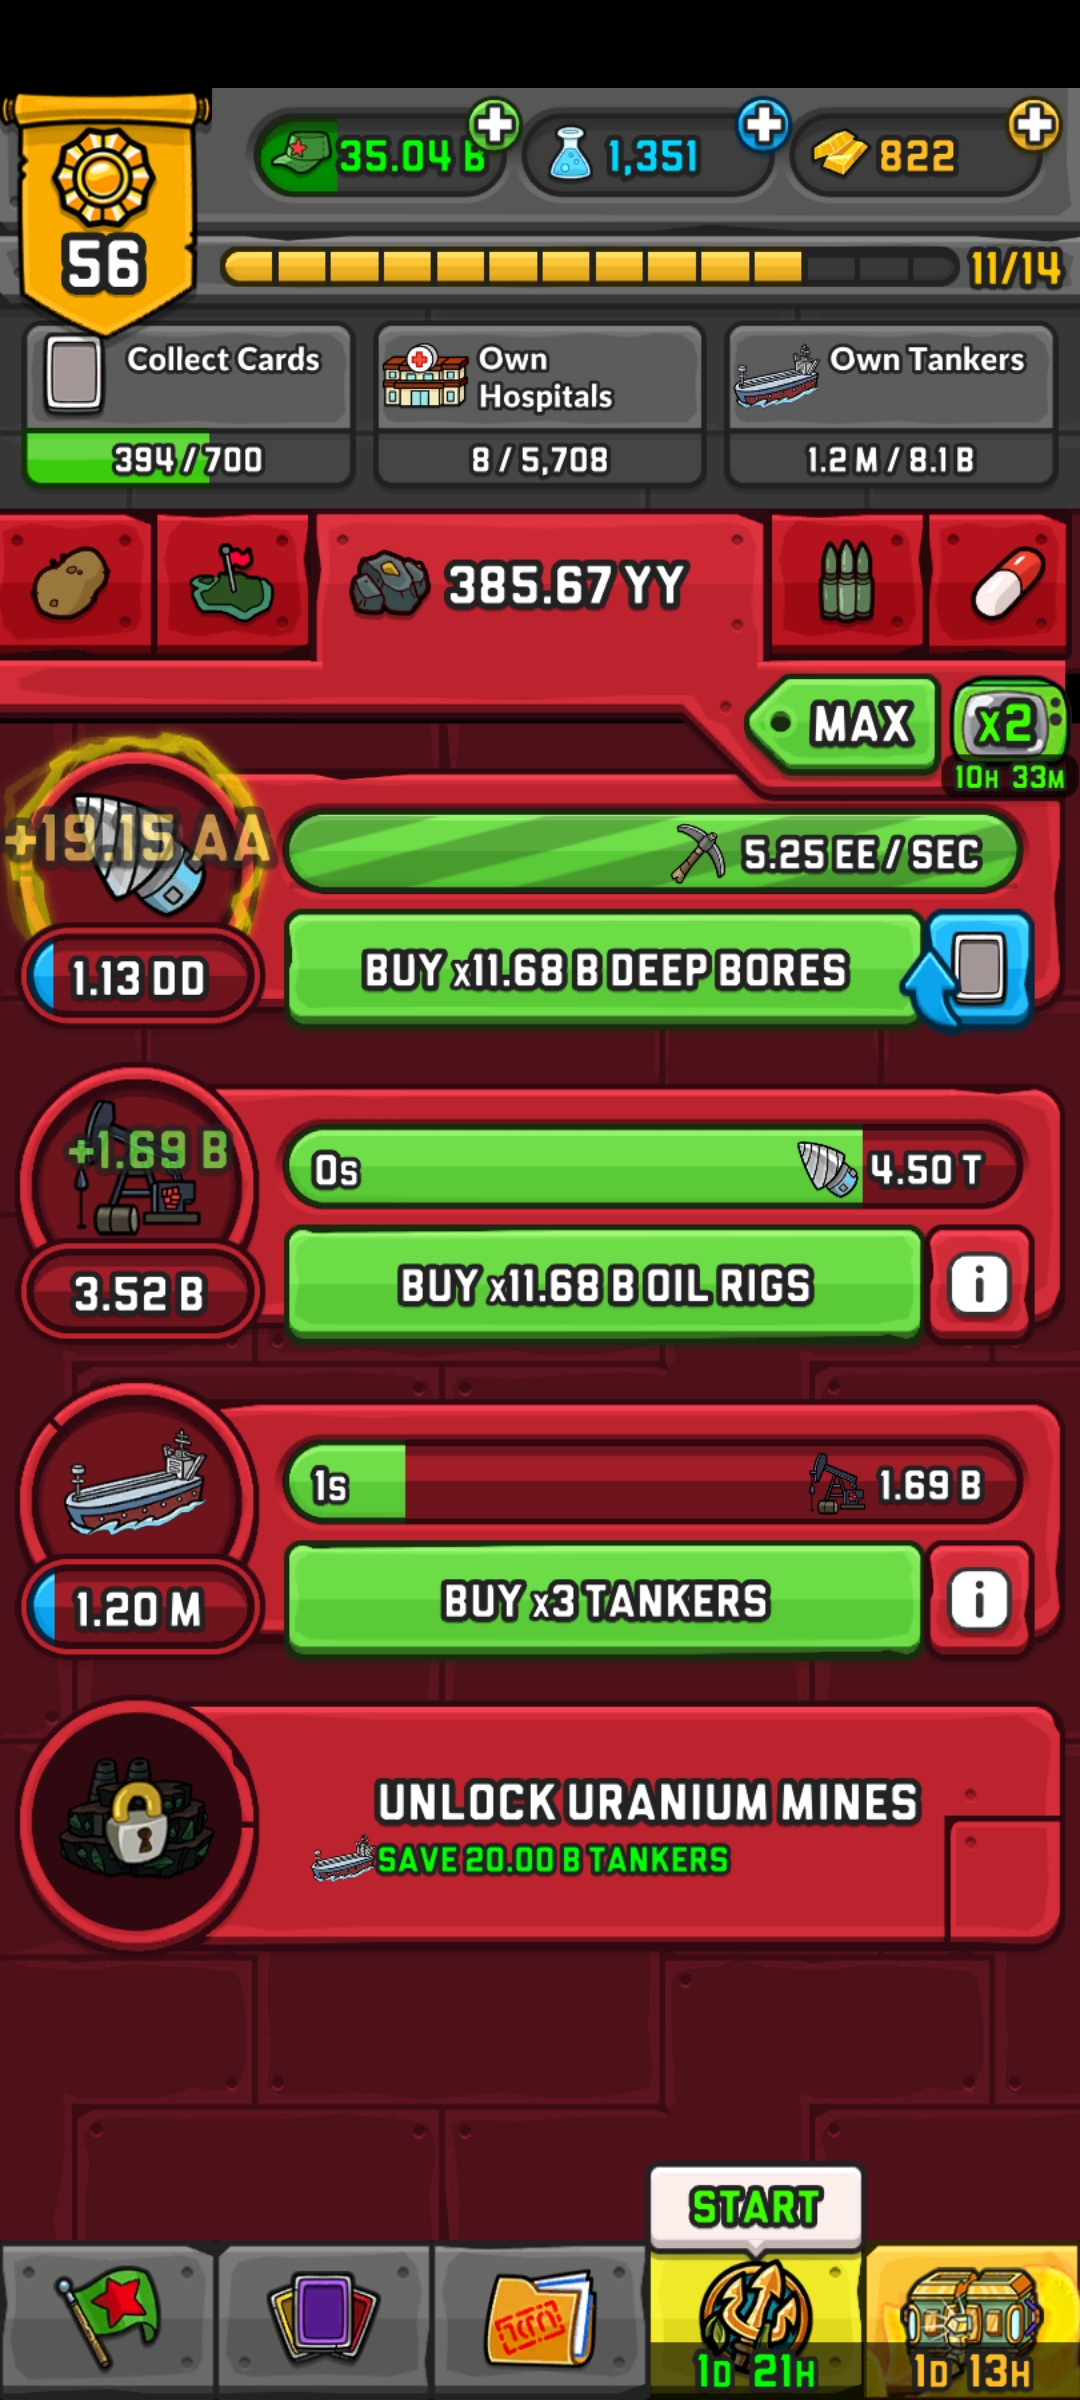 35.04 B
1,351
822
56
11/14
Collect Cards
394/700
Own
Hospitals
8/5,708
Own Tankers
1.2 M/8.1 B
385.67 YY
MAX
x2
10H 33M
+19.15 AA
5.25 EE/SEC
1.13 DD
BUY x11.68 B DEEP BORES
+1.69 B
0s
4.50 T
3.52 B
BUY x11.68 B OIL RIGS
i
1s
1.69 B
1.20 M
BUY x3 TANKERS
i
UNLOCK URANIUM MINES
SAVE 20.00 B TANKERS
START
1D 21H
1D 13H